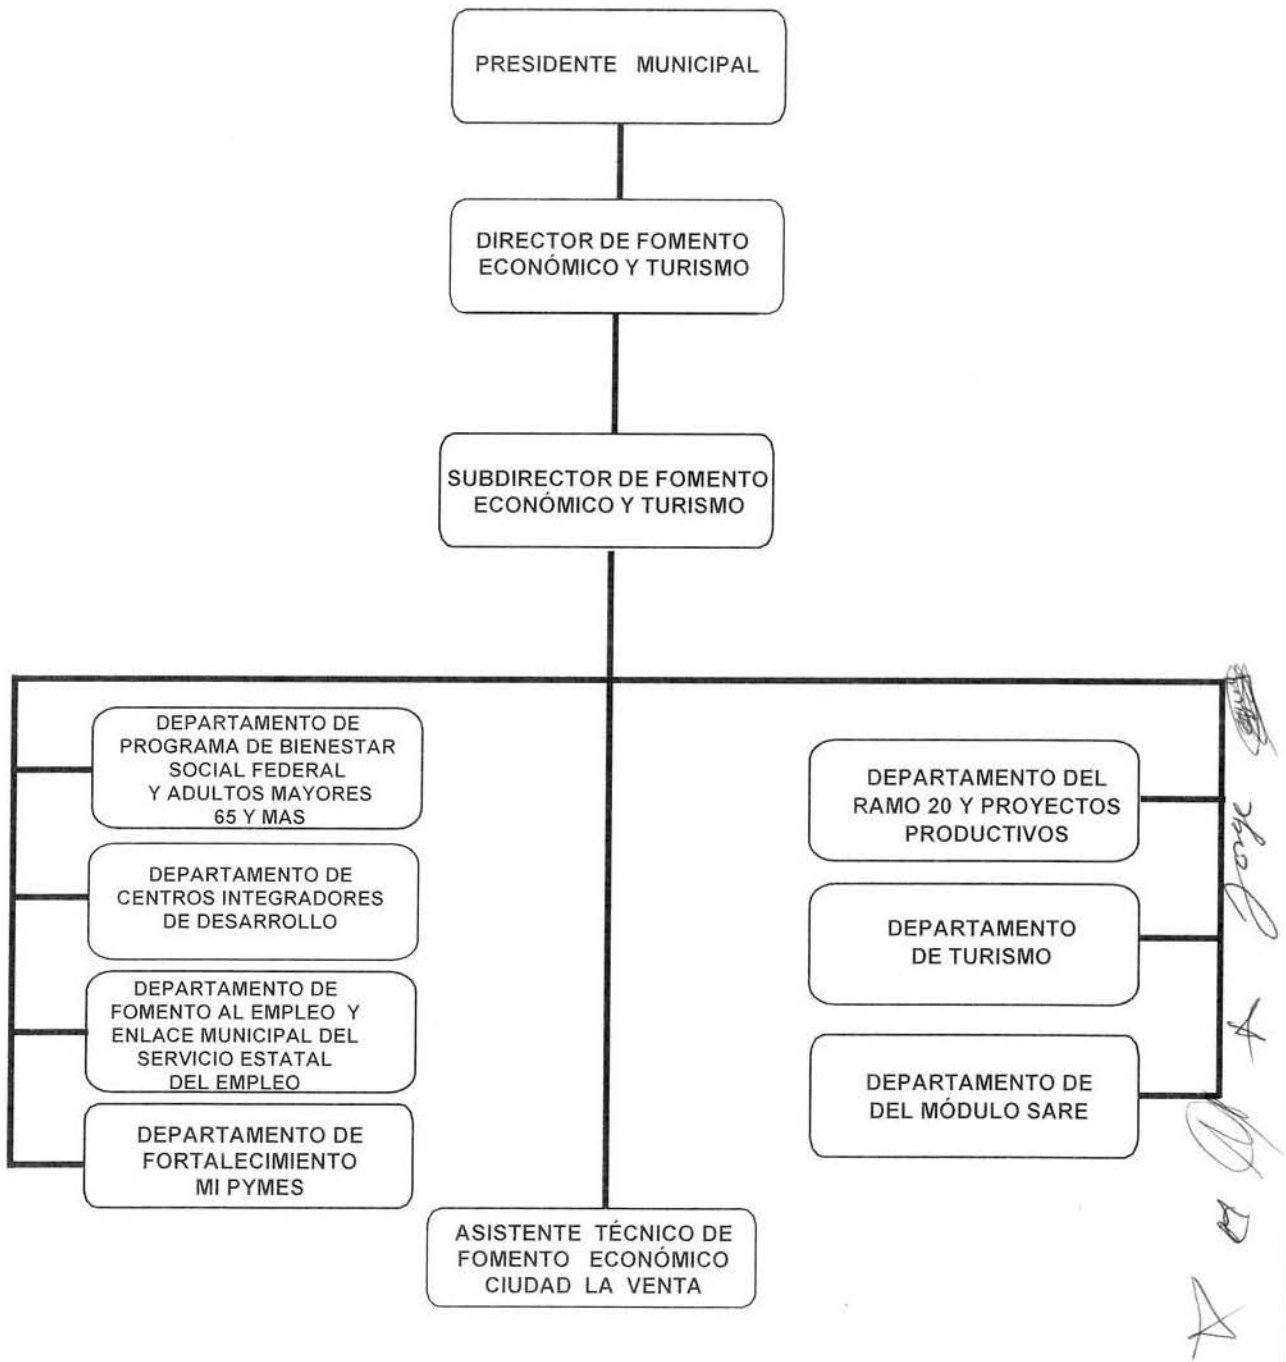 PRESIDENTE MUNICIPAL
DIRECTOR DE FOMENTO
ECONÓMICO Y TURISMO
SUBDIRECTOR DE FOMENTO
ECONÓMICO Y TURISMO
DEPARTAMENTO DE
PROGRAMA DE BIENESTAR
SOCIAL FEDERAL
Y ADULTOS MAYORES
65 Y MAS
DEPARTAMENTO DE
CENTROS INTEGRADORES
DE DESARROLLO
DEPARTAMENTO DE
FOMENTO AL EMPLEO Y
ENLACE MUNICIPAL DEL
SERVICIO ESTATAL
DEL EMPLEO
DEPARTAMENTO DE
FORTALECIMIENTO
MI PYMES
DEPARTAMENTO DEL
RAMO 20 Y PROYECTOS
PRODUCTIVOS
DEPARTAMENTO
DE TURISMO
DEPARTAMENTO DE
DEL MÓDULO SARE
ASISTENTE TÉCNICO DE
FOMENTO ECONÓMICO
CIUDAD LA VENTA
Jorge